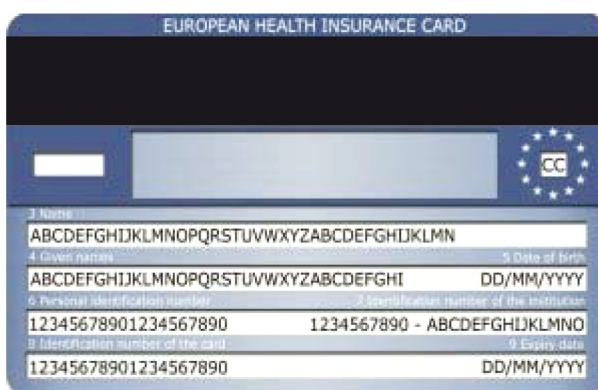 EUROPEAN HEALTH INSURANCE CARD
CC
3 Name
ABCDEFGHIJKLMNOPQRSTUVWXYZABCDEFGHIJKLMN
4 Given names 5 Date of birth
ABCDEFGHIJKLMNOPQRSTUVWXYZABCDEFGHI DD/MM/YYYY
6 Personal identification number 7 Identification number of the institution
12345678901234567890 1234567890 - ABCDEFGHIJKLMNO
8 Identification number of the card 9 Expiry date
12345678901234567890 DD/MM/YYYY